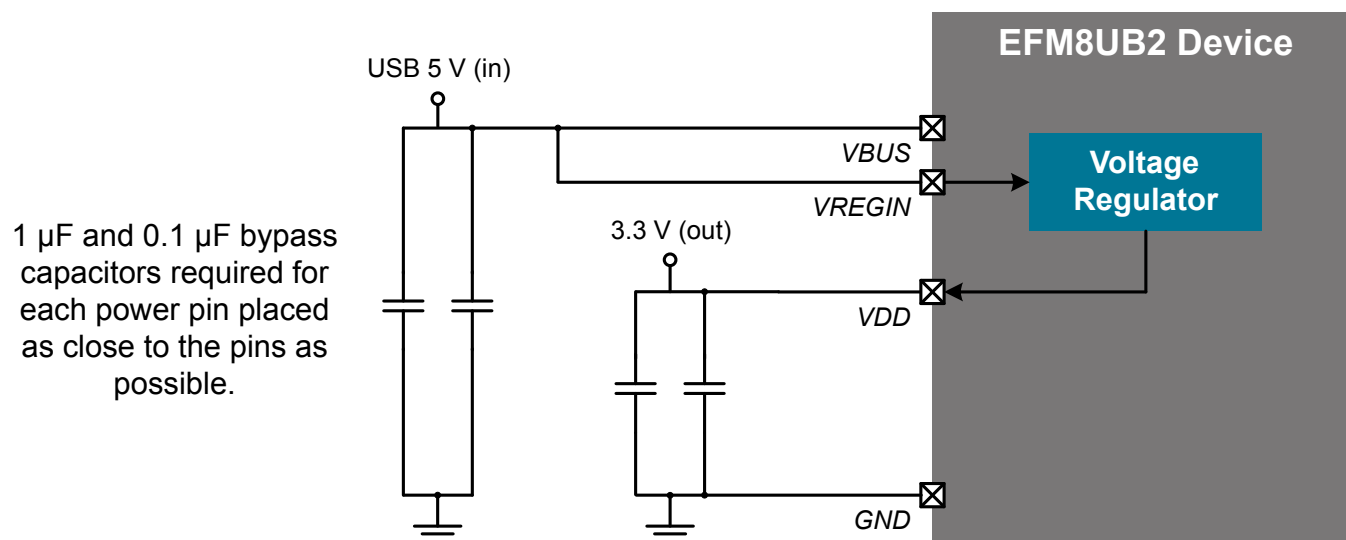 EFM8UB2 Device
USB 5 V (in)
VBUS
Voltage
Regulator
VREGIN
1 µF and 0.1 µF bypass
capacitors required for
each power pin placed
as close to the pins as
possible.
3.3 V (out)
VDD
GND